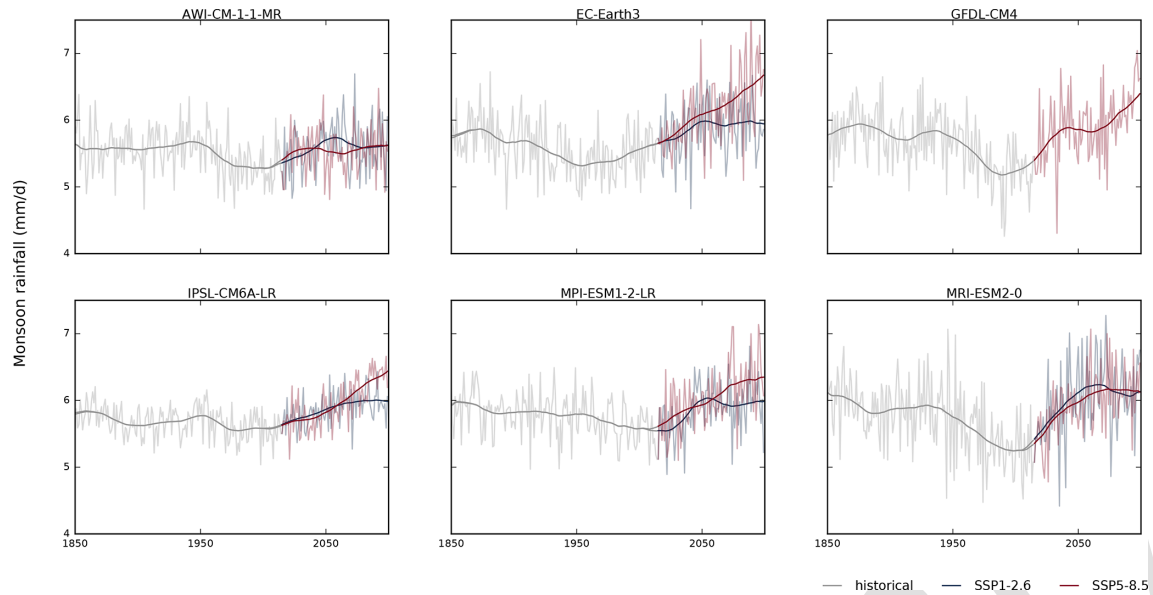 AWI-CM-1-1-MR
EC-Earth3
GFDL-CM4
7
6
5
4
Monsoon rainfall (mm/d)
IPSL-CM6A-LR
MPI-ESM1-2-LR
MRI-ESM2-0
7
6
5
4
1850 1950 2050
1850 1950 2050
1850 1950 2050
historical SSP1-2.6 SSP5-8.5